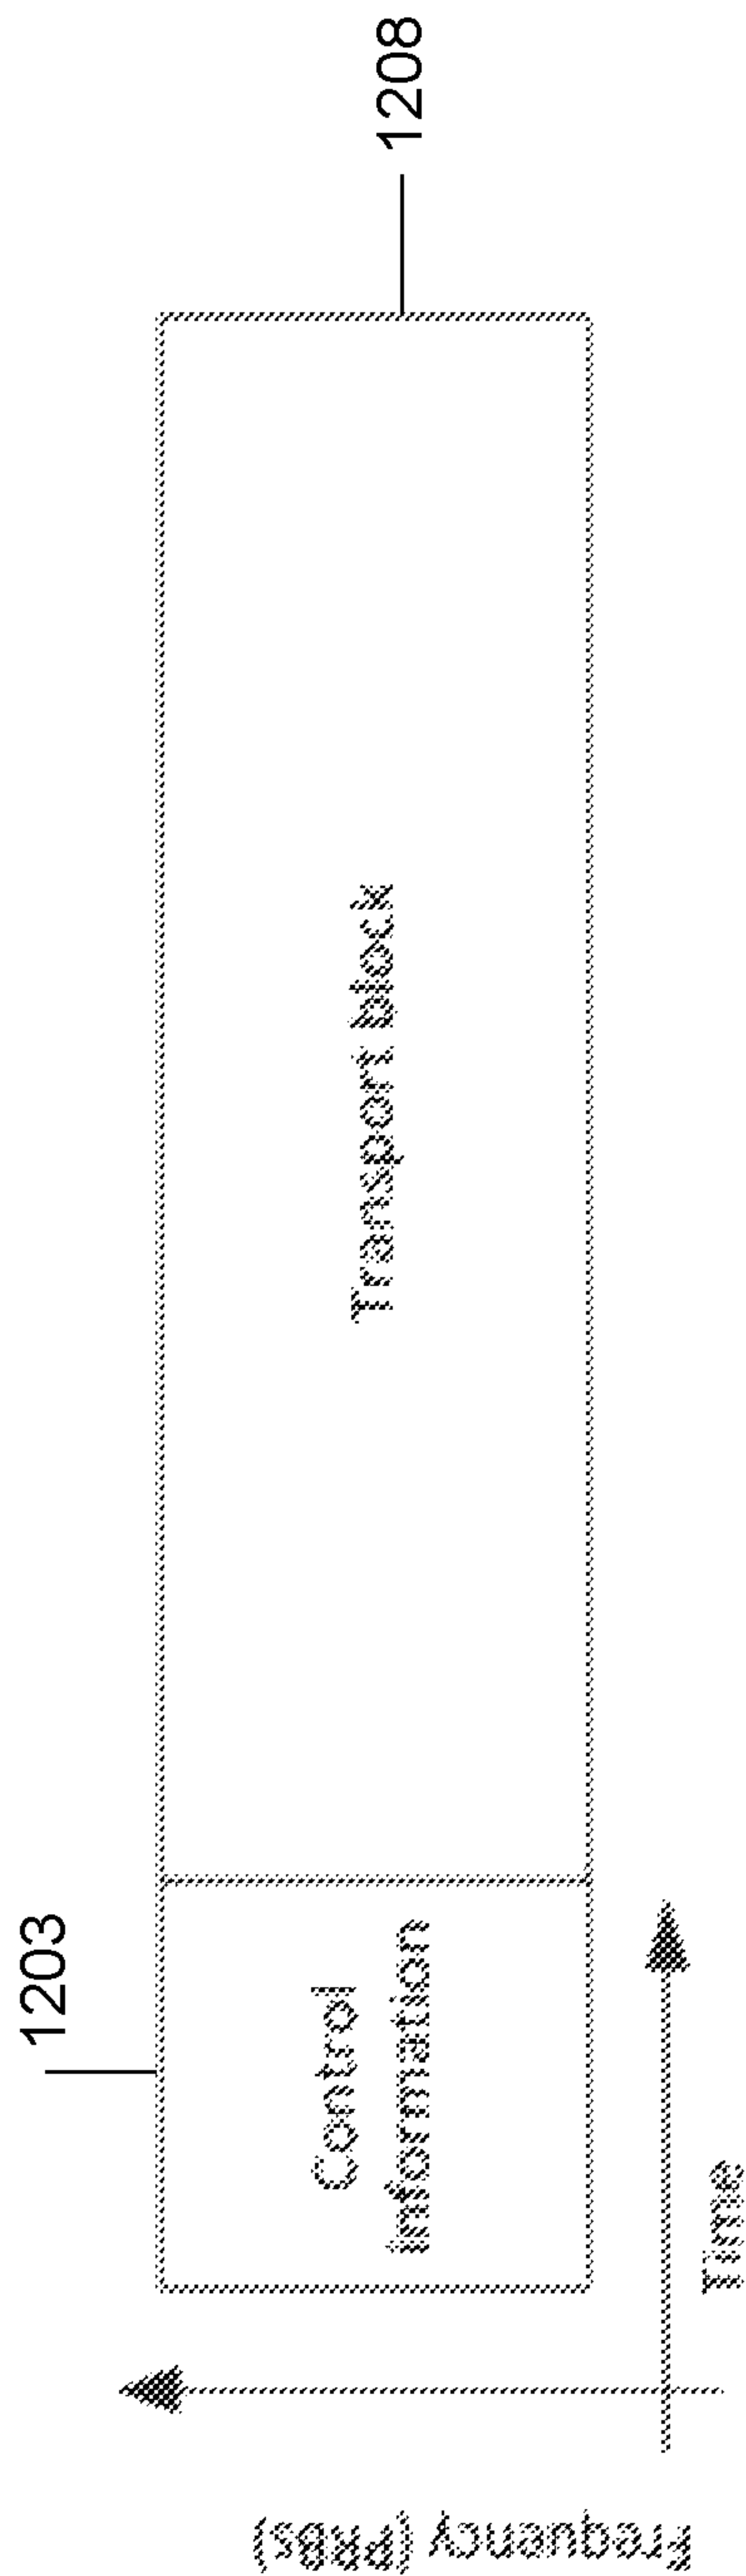 1203
1208
Control
information
Transport block
Frequency (PRBs)
Time